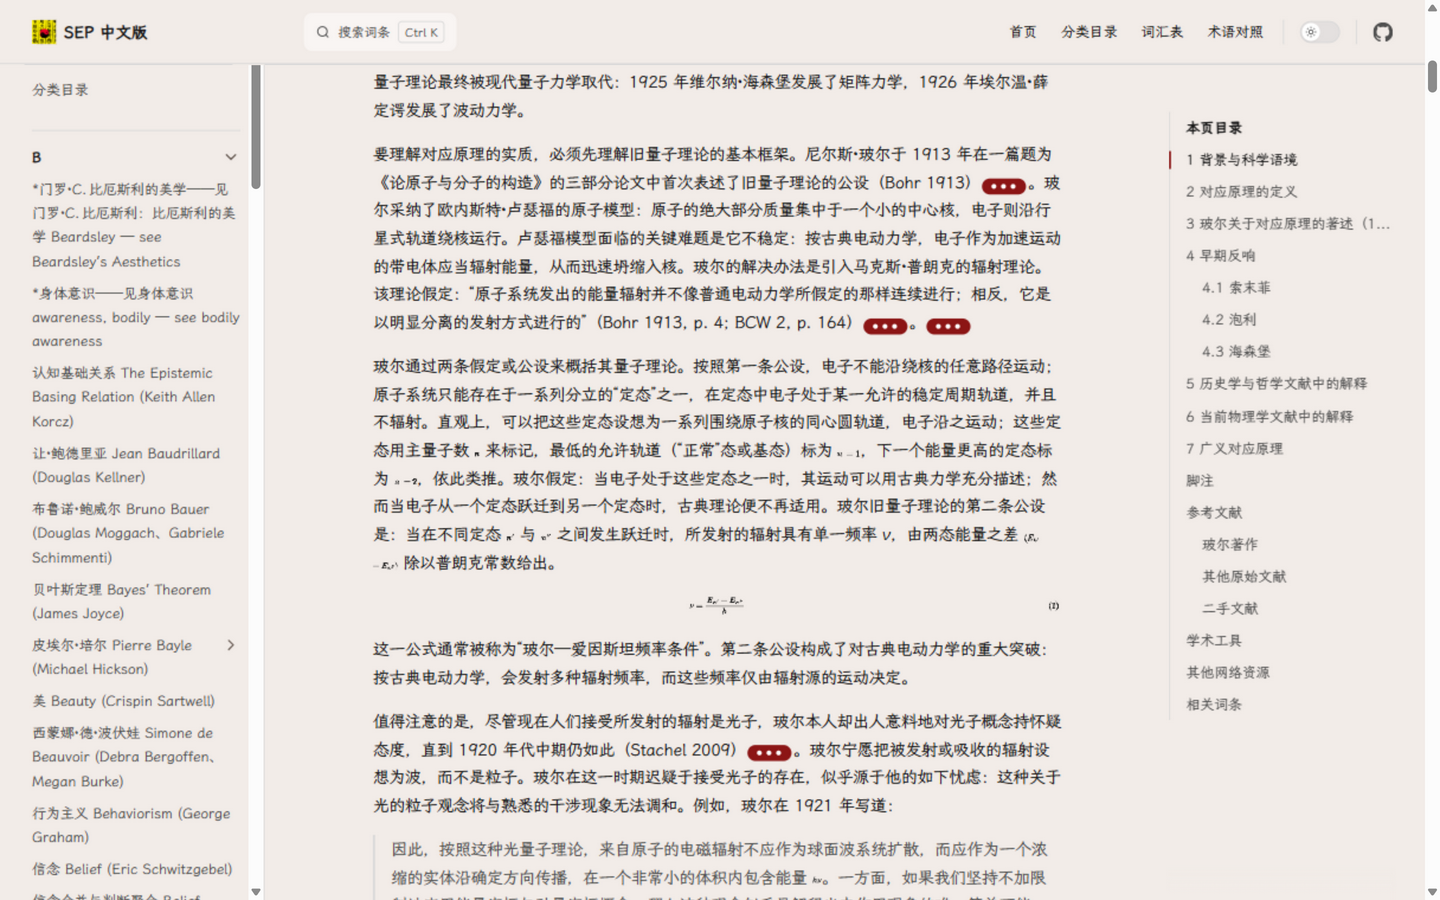 SEP 中文版
搜索词条 Ctrl K
首页 分类目录 词汇表 术语对照
分类目录
B
*门罗•C. 比厄斯利的美学——见
门罗•C. 比厄斯利：比厄斯利的美
学 Beardsley — see
Beardsley's Aesthetics
*身体意识——见身体意识
awareness, bodily — see bodily
awareness
认知基础关系 The Epistemic
Basing Relation (Keith Allen
Korcz)
让•鲍德里亚 Jean Baudrillard
(Douglas Kellner)
布鲁诺•鲍威尔 Bruno Bauer
(Douglas Moggach、Gabriele
Schimmenti)
贝叶斯定理 Bayes' Theorem
(James Joyce)
皮埃尔•培尔 Pierre Bayle
(Michael Hickson)
美 Beauty (Crispin Sartwell)
西蒙娜•德•波伏娃 Simone de
Beauvoir (Debra Bergoffen、
Megan Burke)
行为主义 Behaviorism (George
Graham)
信念 Belief (Eric Schwitzgebel)
量子理论最终被现代量子力学取代：1925 年维尔纳•海森堡发展了矩阵力学，1926 年埃尔温•薛
定谔发展了波动力学。
要理解对应原理的实质，必须先理解旧量子理论的基本框架。尼尔斯•玻尔于 1913 年在一篇题为
《论原子与分子的构造》的三部分论文中首次表述了旧量子理论的公设（Bohr 1913）。玻
尔采纳了欧内斯特•卢瑟福的原子模型：原子的绝大部分质量集中于一个小的中心核，电子则沿行
星式轨道绕核运行。卢瑟福模型面临的关键难题是它不稳定：按古典电动力学，电子作为加速运动
的带电体应当辐射能量，从而迅速坍缩入核。玻尔的解决办法是引入马克斯•普朗克的辐射理论。
该理论假定：“原子系统发出的能量辐射并不像普通电动力学所假定的那样连续进行；相反，它是
以明显分离的发射方式进行的”（Bohr 1913, p. 4; BCW 2, p. 164）。
玻尔通过两条假定或公设来概括其量子理论。按照第一条公设，电子不能沿绕核的任意路径运动；
原子系统只能存在于一系列分立的“定态”之一，在定态中电子处于某一允许的稳定周期轨道，并且
不辐射。直观上，可以把这些定态设想为一系列围绕原子核的同心圆轨道，电子沿之运动；这些定
态用主量子数 n 来标记，最低的允许轨道（“正常”态或基态）标为 n=1，下一个能量更高的定态标
为 n=2，依此类推。玻尔假定：当电子处于这些定态之一时，其运动可以用古典力学充分描述；然
而当电子从一个定态跃迁到另一个定态时，古典理论便不再适用。玻尔旧量子理论的第二条公设
是：当在不同定态 n′ 与 n″ 之间发生跃迁时，所发射的辐射具有单一频率 ν，由两态能量之差 (Eₙ′
−Eₙ″) 除以普朗克常数给出。
ν = (Eₙ′ − Eₙ″)/h (1)
这一公式通常被称为“玻尔—爱因斯坦频率条件”。第二条公设构成了对古典电动力学的重大突破：
按古典电动力学，会发射多种辐射频率，而这些频率仅由辐射源的运动决定。
值得注意的是，尽管现在人们接受所发射的辐射是光子，玻尔本人却出人意料地对光子概念持怀疑
态度，直到 1920 年代中期仍如此（Stachel 2009）。玻尔宁愿把被发射或吸收的辐射设
想为波，而不是粒子。玻尔在这一时期迟疑于接受光子的存在，似乎源于他的如下忧虑：这种关于
光的粒子观念将与熟悉的干涉现象无法调和。例如，玻尔在 1921 年写道：
因此，按照这种光量子理论，来自原子的电磁辐射不应作为球面波系统扩散，而应作为一个浓
缩的实体沿确定方向传播，在一个非常小的体积内包含能量 hν。一方面，如果我们坚持不加限
本页目录
1 背景与科学语境
2 对应原理的定义
3 玻尔关于对应原理的著述（1...
4 早期反响
4.1 索末菲
4.2 泡利
4.3 海森堡
5 历史学与哲学文献中的解释
6 当前物理学文献中的解释
7 广义对应原理
脚注
参考文献
玻尔著作
其他原始文献
二手文献
学术工具
其他网络资源
相关词条